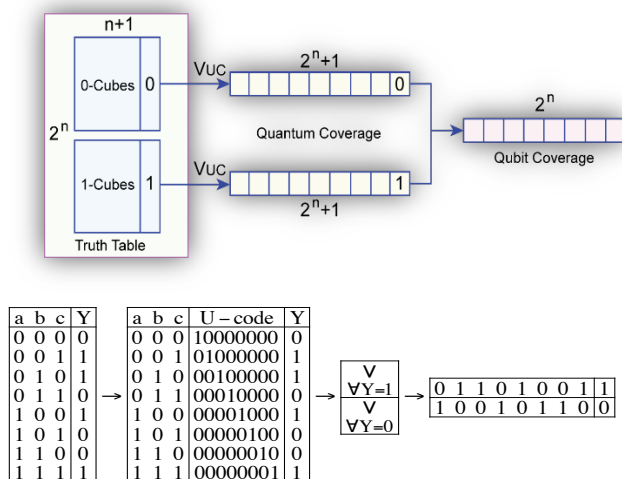 n+1
0-Cubes 0
Vuc
2ⁿ+1
0
2ⁿ
2ⁿ
Quantum Coverage
Qubit Coverage
1-Cubes 1
Vuc
1
2ⁿ+1
Truth Table
a b c Y
0 0 0 0
0 0 1 1
0 1 0 1
0 1 1 0
1 0 0 1
1 0 1 0
1 1 0 0
1 1 1 1
→
a b c U – code Y
0 0 0 10000000 0
0 0 1 01000000 1
0 1 0 00100000 1
0 1 1 00010000 0
1 0 0 00001000 1
1 0 1 00000100 0
1 1 0 00000010 0
1 1 1 00000001 1
→
∨
∀Y=1
∨
∀Y=0
→
0 1 1 0 1 0 0 1 1
1 0 0 1 0 1 1 0 0